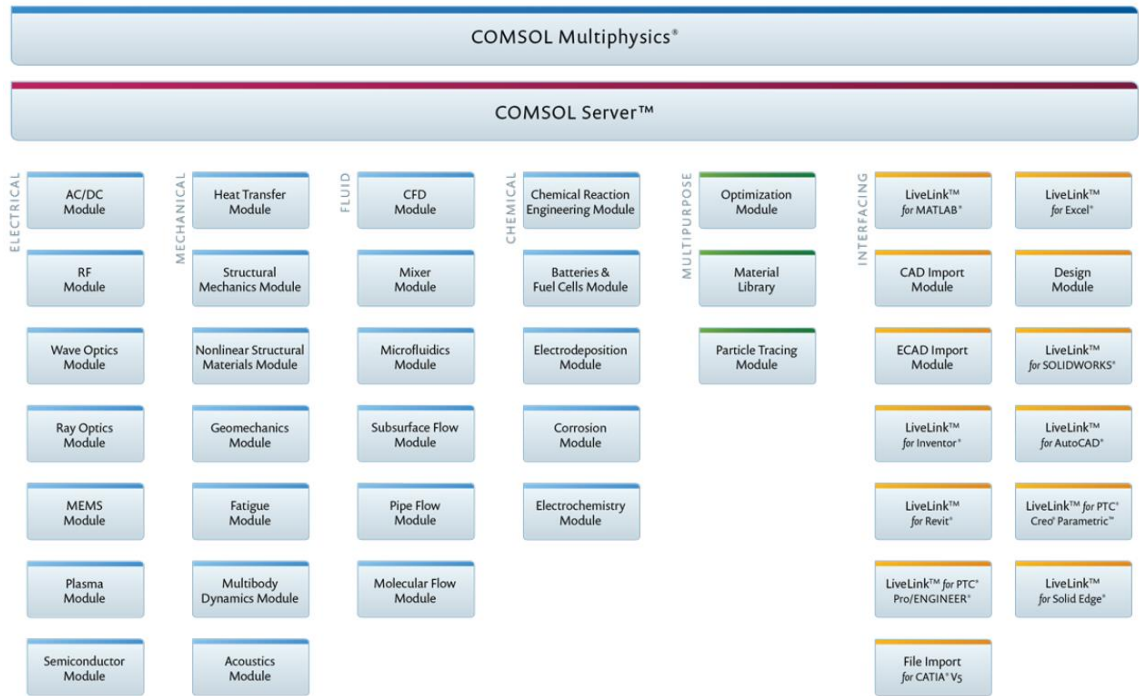 COMSOL Multiphysics®
COMSOL Server™
ELECTRICAL
AC/DC
Module
RF
Module
Wave Optics
Module
Ray Optics
Module
MEMS
Module
Plasma
Module
Semiconductor
Module
MECHANICAL
Heat Transfer
Module
Structural
Mechanics Module
Nonlinear Structural
Materials Module
Geomechanics
Module
Fatigue
Module
Multibody
Dynamics Module
Acoustics
Module
FLUID
CFD
Module
Mixer
Module
Microfluidics
Module
Subsurface Flow
Module
Pipe Flow
Module
Molecular Flow
Module
CHEMICAL
Chemical Reaction
Engineering Module
Batteries &
Fuel Cells Module
Electrodeposition
Module
Corrosion
Module
Electrochemistry
Module
MULTIPURPOSE
Optimization
Module
Material
Library
Particle Tracing
Module
INTERFACING
LiveLink™
for MATLAB®
LiveLink™
for Excel®
CAD Import
Module
Design
Module
ECAD Import
Module
LiveLink™
for SOLIDWORKS®
LiveLink™
for Inventor®
LiveLink™
for AutoCAD®
LiveLink™
for Revit®
LiveLink™ for PTC®
Creo® Parametric™
LiveLink™ for PTC®
Pro/ENGINEER®
LiveLink™
for Solid Edge®
File Import
for CATIA® V5